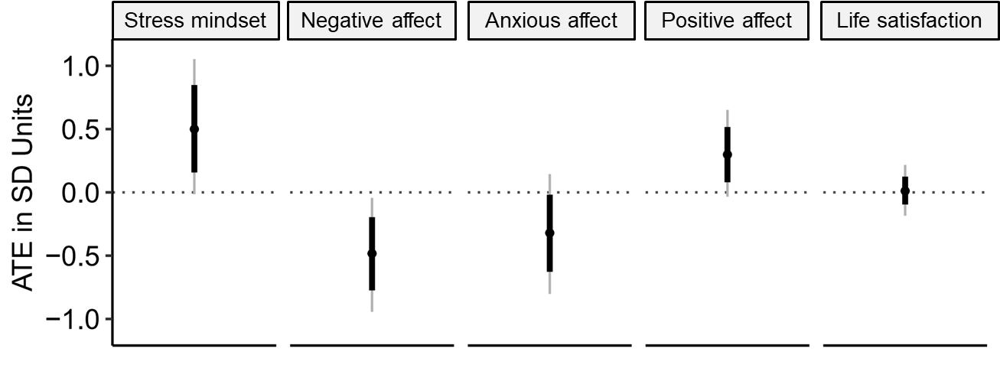 Stress mindset
Negative affect
Anxious affect
Positive affect
Life satisfaction
ATE in SD Units
1.0
0.5
0.0
−0.5
−1.0